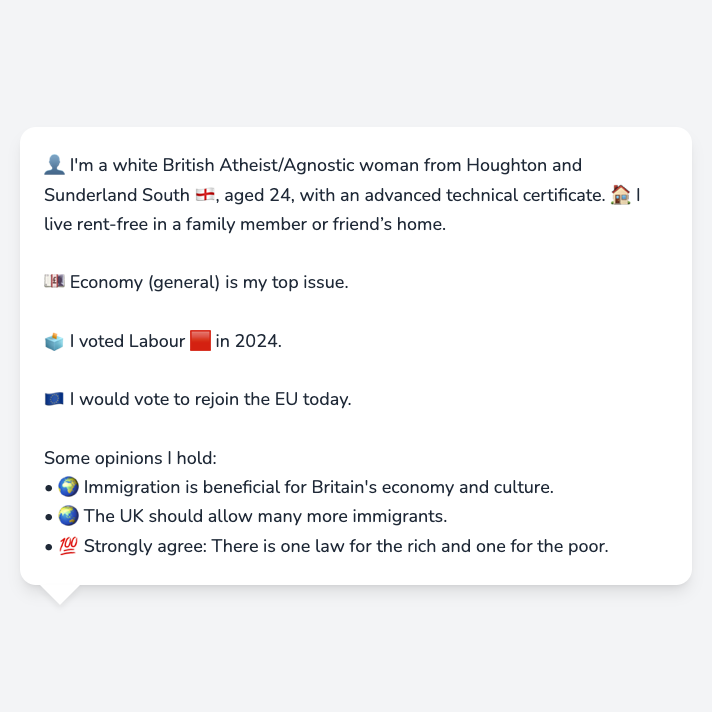 👤 I'm a white British Atheist/Agnostic woman from Houghton and
Sunderland South 🏴󠁧󠁢󠁥󠁮󠁧󠁿, aged 24, with an advanced technical certificate. 🏠 I
live rent-free in a family member or friend’s home.
💷 Economy (general) is my top issue.
🗳️ I voted Labour 🟥 in 2024.
🇪🇺 I would vote to rejoin the EU today.
Some opinions I hold:
• 🌍 Immigration is beneficial for Britain's economy and culture.
• 🌏 The UK should allow many more immigrants.
• 💯 Strongly agree: There is one law for the rich and one for the poor.